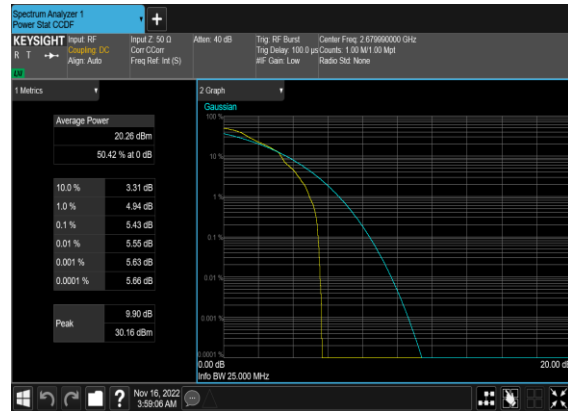 Spectrum Analyzer 1
Power Stat CCDF
KEYSIGHT
R T
LV
Input: RF
Coupling: DC
Align: Auto
Input Z: 50 Ω
Corr CCorr
Freq Ref: Int (S)
Atten: 40 dB
Trig: RF Burst
Trig Delay: 100.0 µs
#IF Gain: Low
Center Freq: 2.679990000 GHz
Counts: 1.00 M/1.00 Mpt
Radio Std: None
1 Metrics
Average Power
20.26 dBm
50.42 % at 0 dB
10.0 % 3.31 dB
1.0 % 4.94 dB
0.1 % 5.43 dB
0.01 % 5.55 dB
0.001 % 5.63 dB
0.0001 % 5.66 dB
Peak
9.90 dB
30.16 dBm
2 Graph
Gaussian
100 %
10 %
1 %
0.1 %
0.01 %
0.001 %
0.0001 %
0.00 dB
20.00 dB
Info BW 25.000 MHz
?
Nov 16, 2022
3:59:06 AM